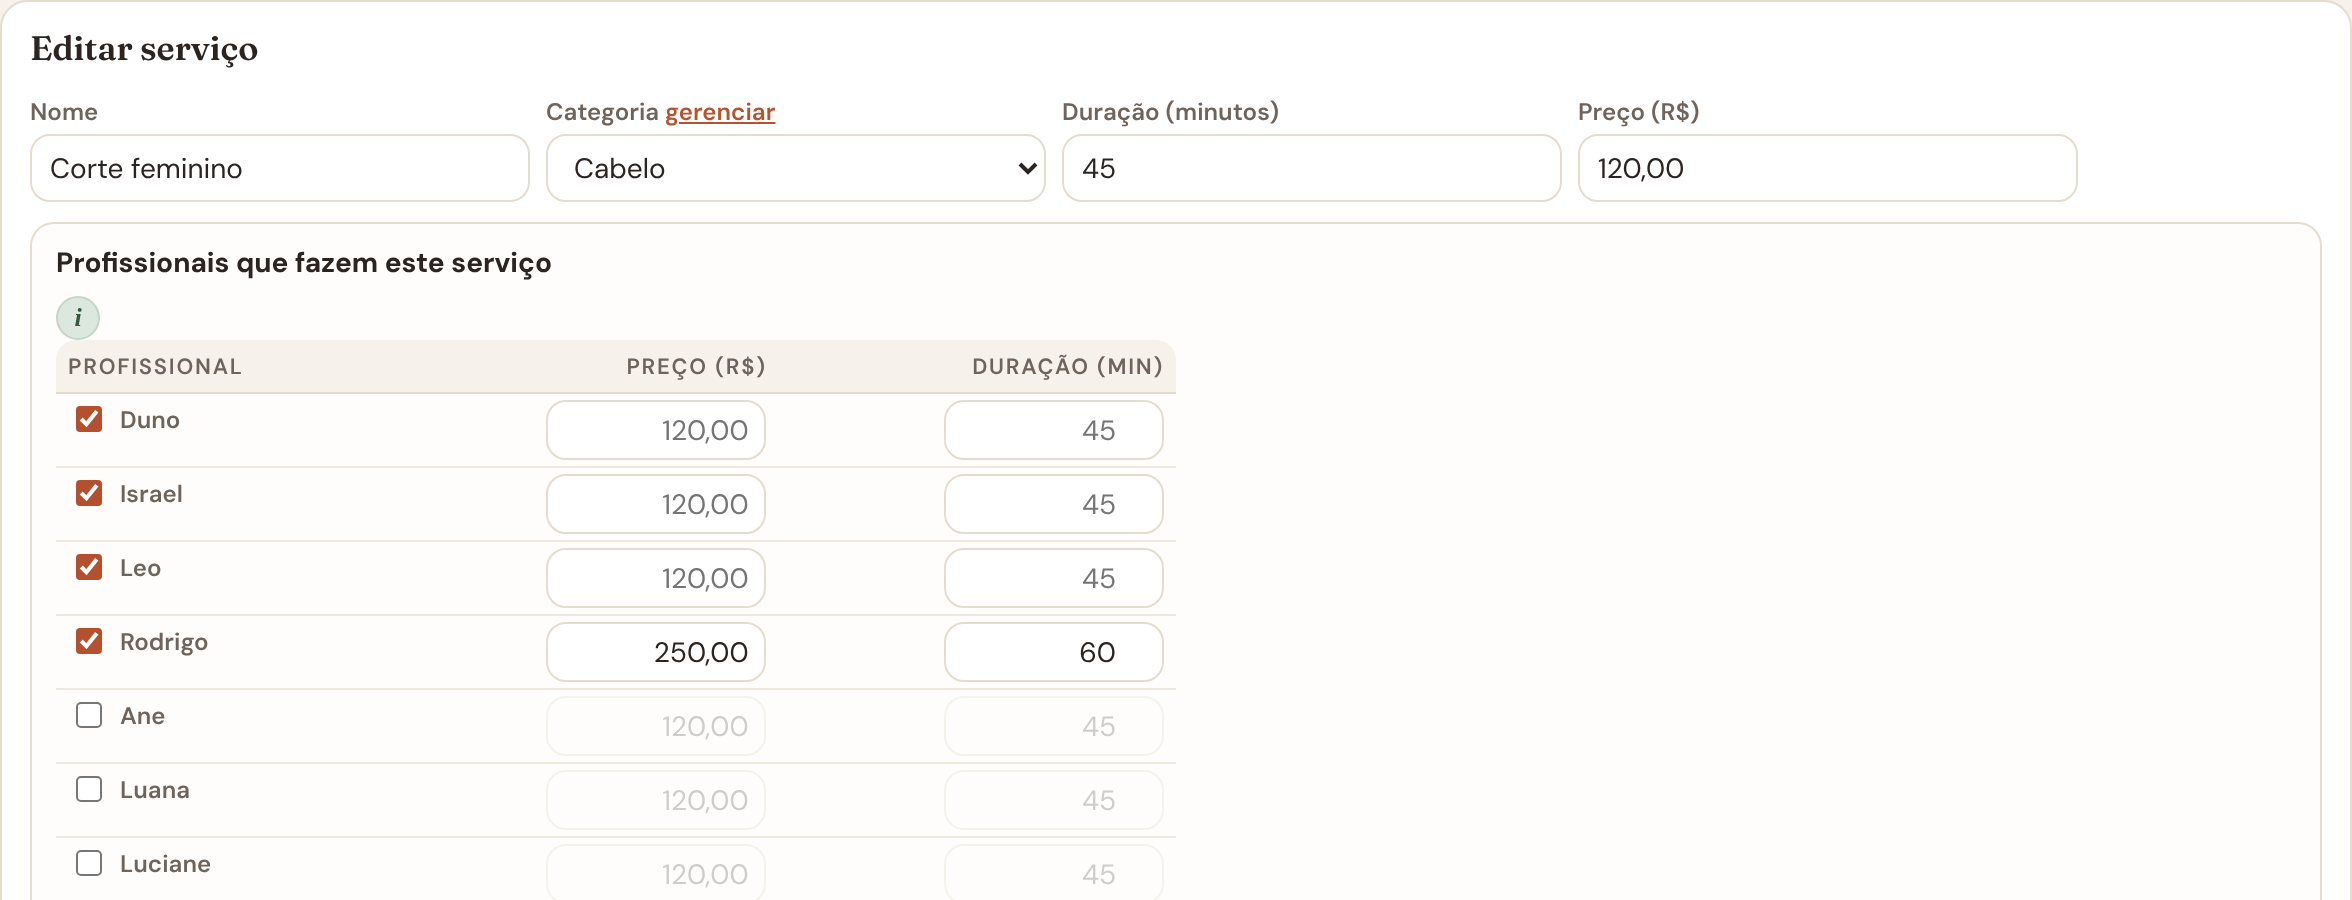 Editar serviço
Nome Categoria gerenciar Duração (minutos) Preço (R$)
Corte feminino Cabelo 45 120,00
Profissionais que fazem este serviço
i
PROFISSIONAL PREÇO (R$) DURAÇÃO (MIN)
Duno 120,00 45
Israel 120,00 45
Leo 120,00 45
Rodrigo 250,00 60
Ane 120,00 45
Luana 120,00 45
Luciane 120,00 45